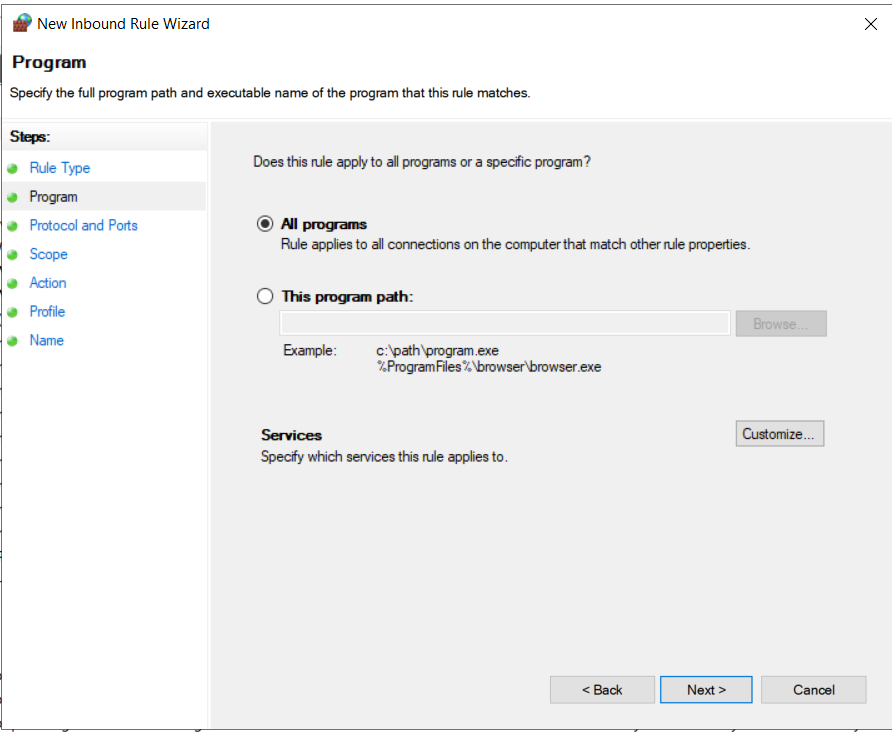 New Inbound Rule Wizard
Program
Specify the full program path and executable name of the program that this rule matches.
Steps:
Rule Type
Program
Protocol and Ports
Scope
Action
Profile
Name
Does this rule apply to all programs or a specific program?
All programs
Rule applies to all connections on the computer that match other rule properties.
This program path:
Browse...
Example: c:\path\program.exe
%ProgramFiles%\browser\browser.exe
Services
Customize...
Specify which services this rule applies to.
< Back Next > Cancel